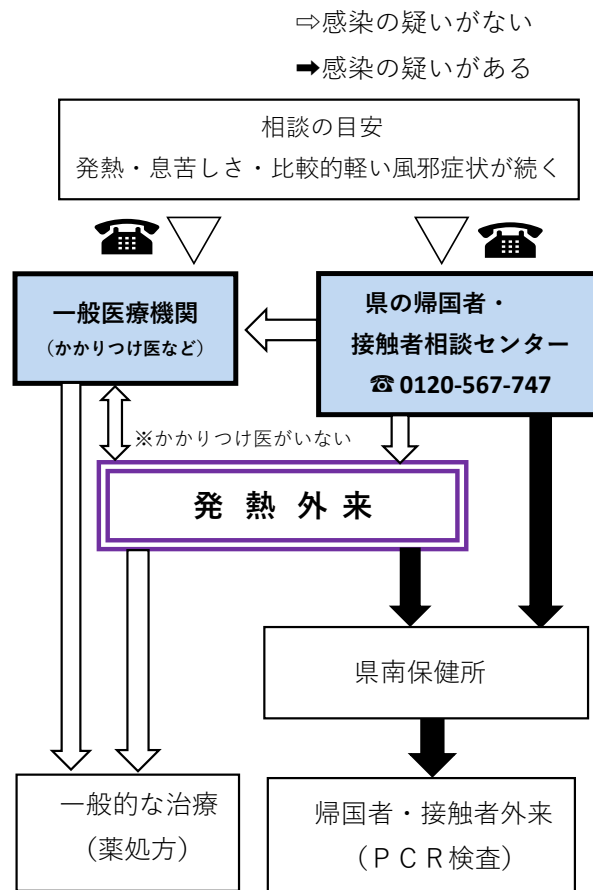 ⇨感染の疑いがない
➡感染の疑いがある
相談の目安
発熱・息苦しさ・比較的軽い風邪症状が続く
一般医療機関
（かかりつけ医など）
県の帰国者・
接触者相談センター
☎ 0120-567-747
※かかりつけ医がいない
発 熱 外 来
県南保健所
一般的な治療
（薬処方）
帰国者・接触者外来
（ＰＣＲ検査）